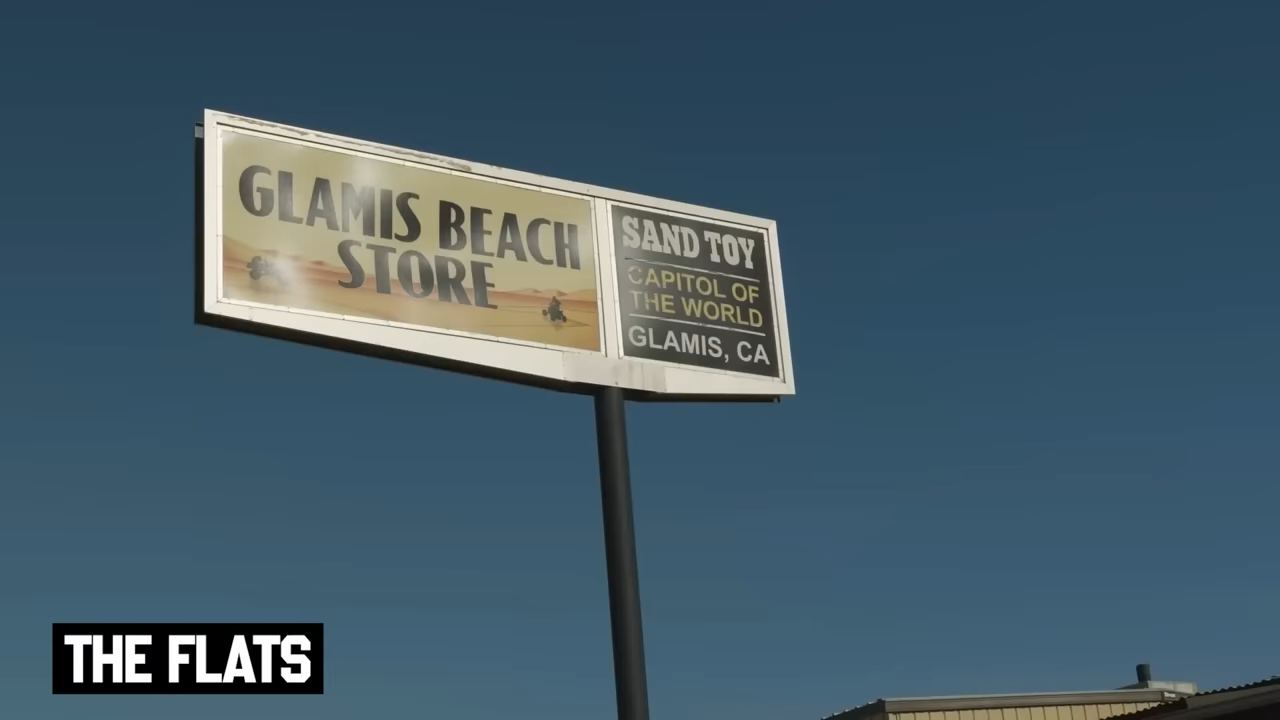 GLAMIS BEACH
STORE
SAND TOY
CAPITOL OF
THE WORLD
GLAMIS, CA
THE FLATS